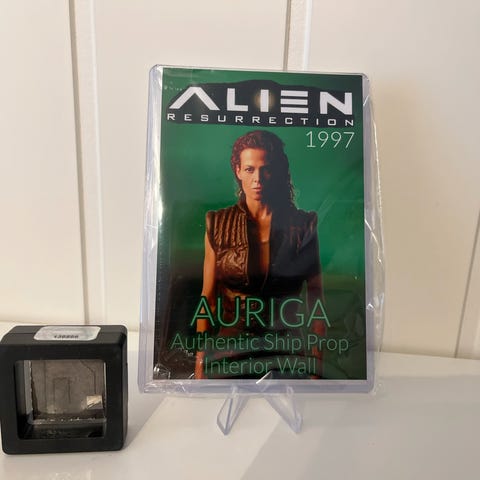 ALIEN
RESURRECTION
1997
AURIGA
Authentic Ship Prop
Interior Wall